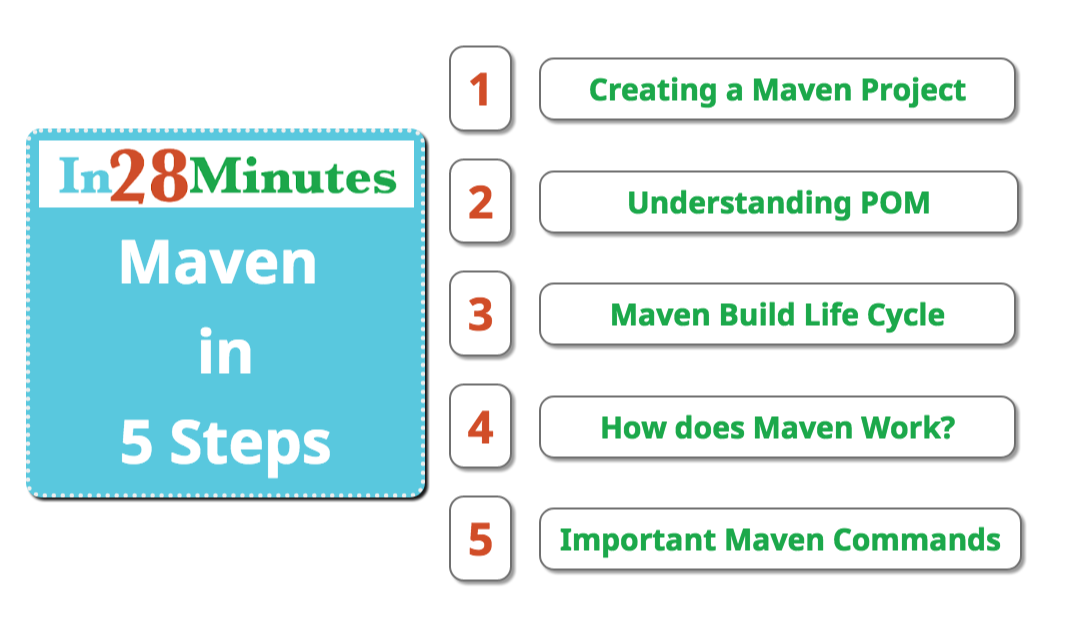 In28Minutes
Maven
in
5 Steps
1
Creating a Maven Project
2
Understanding POM
3
Maven Build Life Cycle
4
How does Maven Work?
5
Important Maven Commands